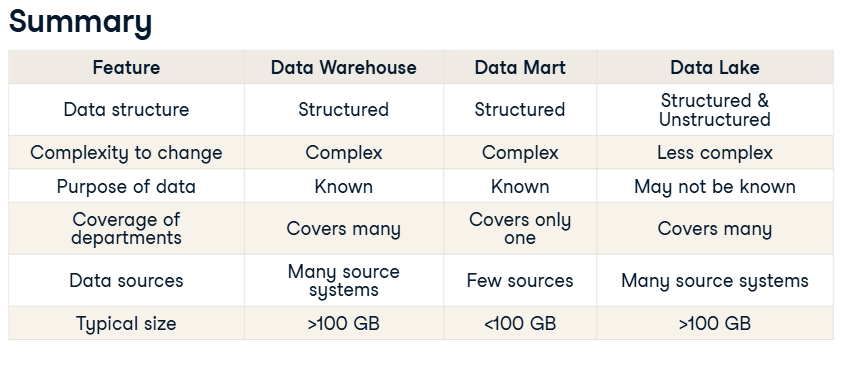 Summary
Feature Data Warehouse Data Mart Data Lake
Data structure Structured Structured Structured &
Unstructured
Complexity to change Complex Complex Less complex
Purpose of data Known Known May not be known
Coverage of
departments Covers many Covers only
one Covers many
Data sources Many source
systems Few sources Many source systems
Typical size >100 GB <100 GB >100 GB